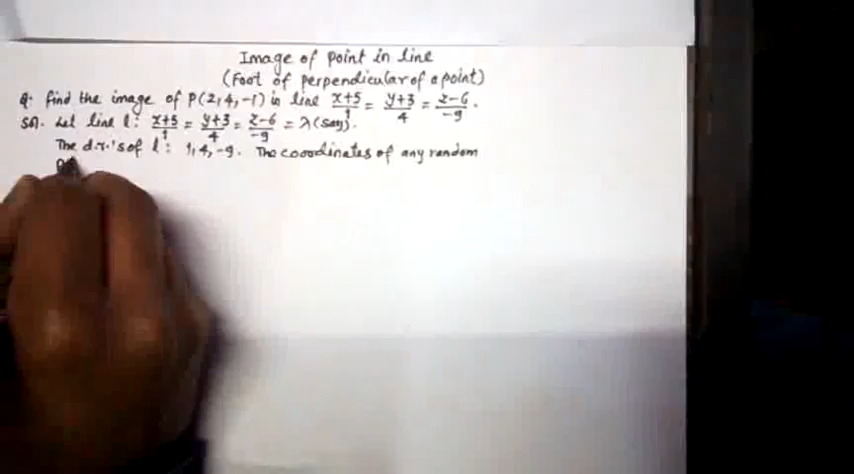 Image of point in line
(Foot of perpendicular of a point)
Q. Find the image of P(2,4,-1) in line x+5/1 = y+3/4 = z-6/-9.
Sol. Let line l: x+5/1 = y+3/4 = z-6/-9 = λ(say).
The d.r.'s of l: 1,4,-9. The coordinates of any random